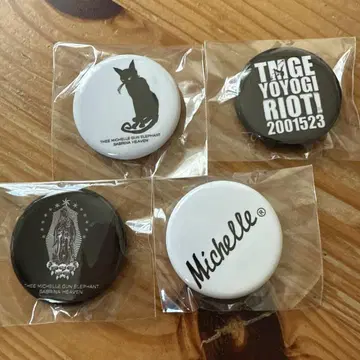 THEE MICHELLE GUN ELEPHANT
SABRINA HEAVEN
TMGE
YOYOGI
RIOT!
2001523
THEE MICHELLE GUN ELEPHANT
SABRINA HEAVEN
Michelle®